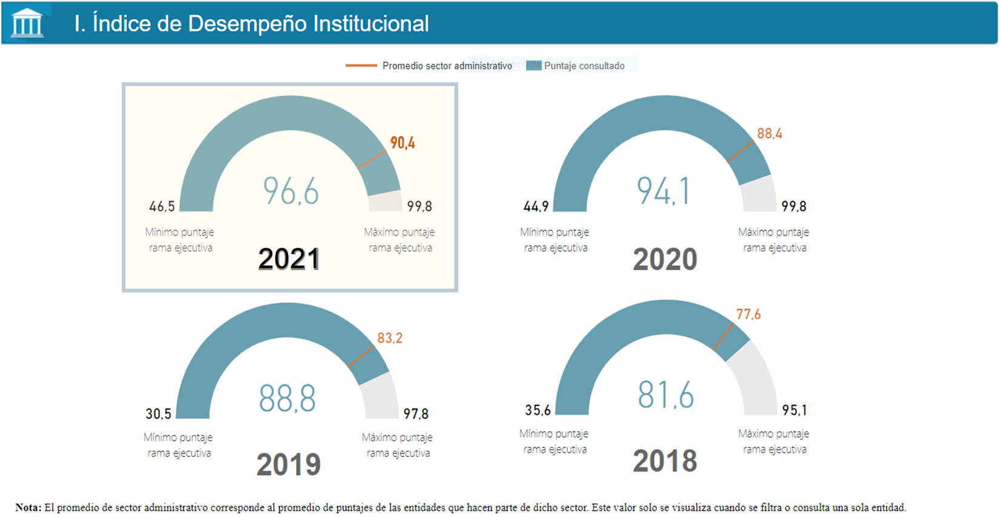 I. Índice de Desempeño Institucional
Promedio sector administrativo Puntaje consultado
90,4
96,6
46,5
99,8
Mínimo puntaje
rama ejecutiva
Máximo puntaje
rama ejecutiva
2021
88,4
94,1
44,9
99,8
Mínimo puntaje
rama ejecutiva
Máximo puntaje
rama ejecutiva
2020
83,2
88,8
30,5
97,8
Mínimo puntaje
rama ejecutiva
Máximo puntaje
rama ejecutiva
2019
77,6
81,6
35,6
95,1
Mínimo puntaje
rama ejecutiva
Máximo puntaje
rama ejecutiva
2018
Nota: El promedio de sector administrativo corresponde al promedio de puntajes de las entidades que hacen parte de dicho sector. Este valor solo se visualiza cuando se filtra o consulta una sola entidad.